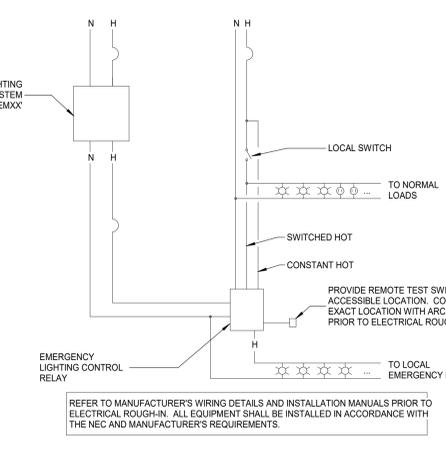 N H
N H
HTING
STEM
EMXX'
N H
LOCAL SWITCH
TO NORMAL
LOADS
...
SWITCHED HOT
CONSTANT HOT
PROVIDE REMOTE TEST SWI
ACCESSIBLE LOCATION. CO
EXACT LOCATION WITH ARC
PRIOR TO ELECTRICAL ROUG
H
EMERGENCY
LIGHTING CONTROL
RELAY
TO LOCAL
EMERGENCY
...
REFER TO MANUFACTURER'S WIRING DETAILS AND INSTALLATION MANUALS PRIOR TO
ELECTRICAL ROUGH-IN. ALL EQUIPMENT SHALL BE INSTALLED IN ACCORDANCE WITH
THE NEC AND MANUFACTURER'S REQUIREMENTS.